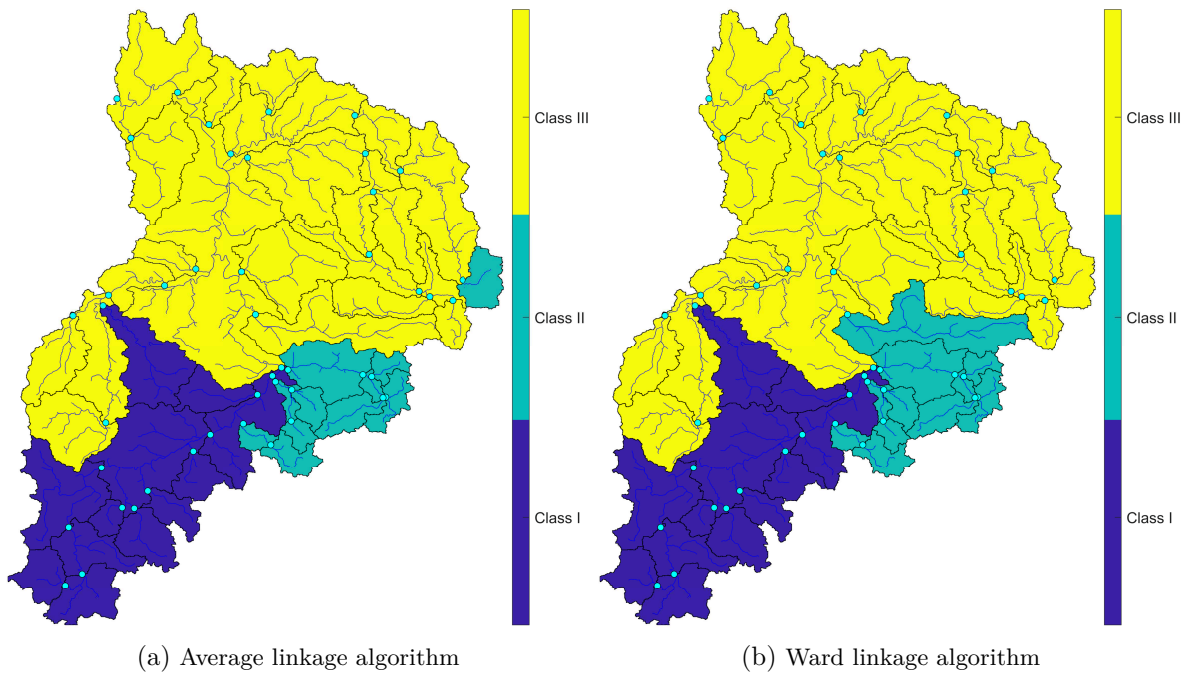 Class III
Class II
Class I
(a) Average linkage algorithm
Class III
Class II
Class I
(b) Ward linkage algorithm